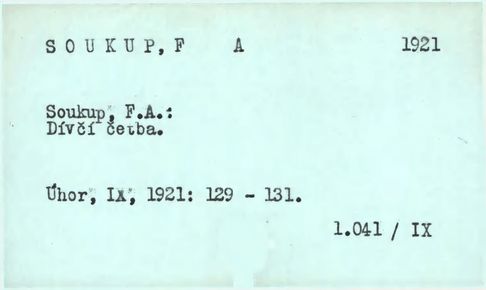 SOUKUP, F A 1921
Soukup, F.A.:
Dívčí četba.
Úhor, IX, 1921: 129 - 131.
1.041 / IX